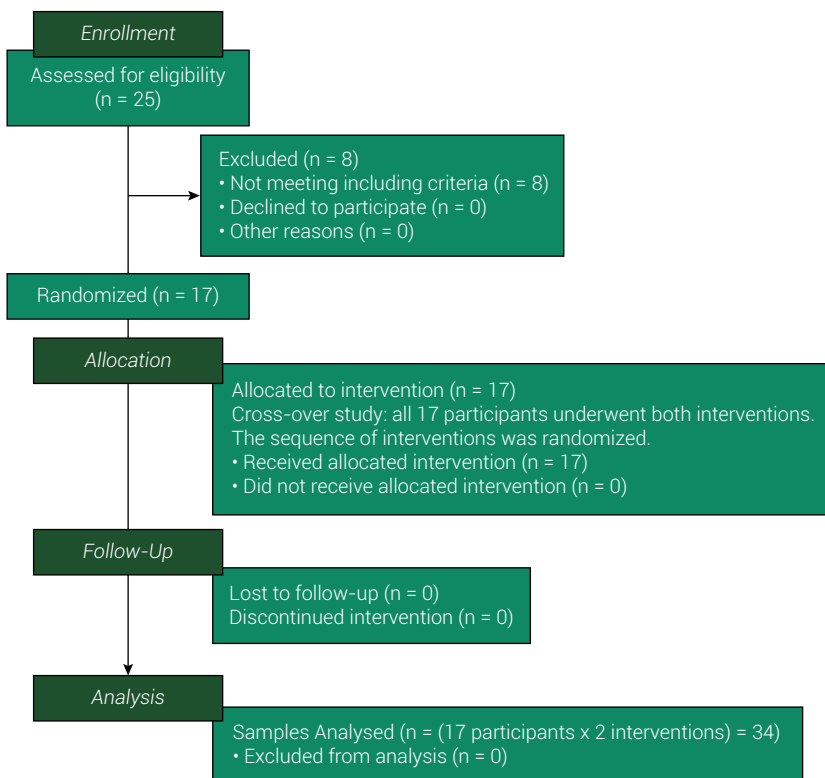 Enrollment
Assessed for eligibility
(n = 25)
Excluded (n = 8)
• Not meeting including criteria (n = 8)
• Declined to participate (n = 0)
• Other reasons (n = 0)
Randomized (n = 17)
Allocation
Allocated to intervention (n = 17)
Cross-over study: all 17 participants underwent both interventions.
The sequence of interventions was randomized.
• Received allocated intervention (n = 17)
• Did not receive allocated intervention (n = 0)
Follow-Up
Lost to follow-up (n = 0)
Discontinued intervention (n = 0)
Analysis
Samples Analysed (n = (17 participants x 2 interventions) = 34)
• Excluded from analysis (n = 0)